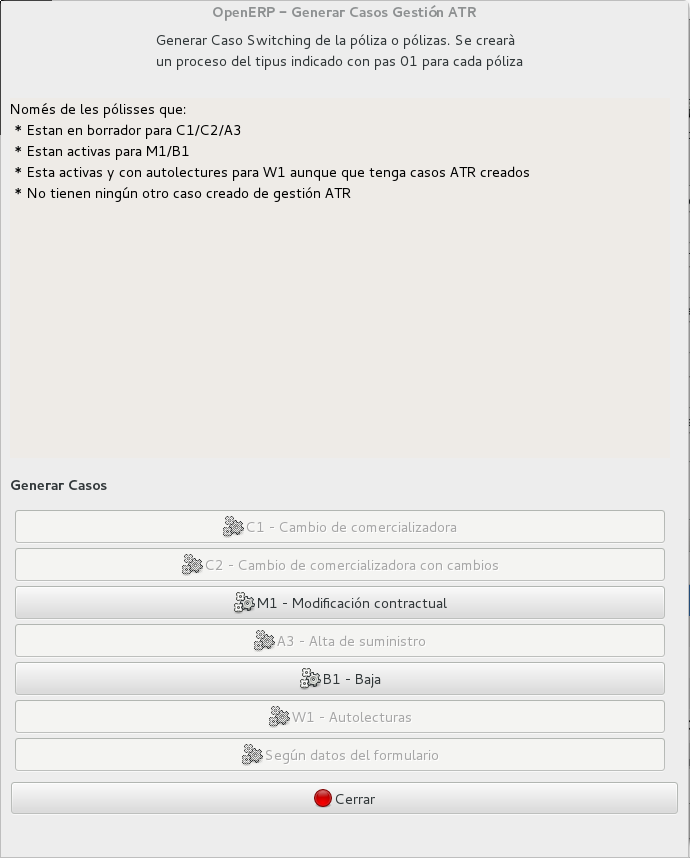 OpenERP - Generar Casos Gestión ATR
Generar Caso Switching de la póliza o pólizas. Se crearà
un proceso del tipus indicado con pas 01 para cada póliza
Només de les pólisses que:
* Estan en borrador para C1/C2/A3
* Estan activas para M1/B1
* Esta activas y con autolectures para W1 aunque que tenga casos ATR creados
* No tienen ningún otro caso creado de gestión ATR
Generar Casos
C1 - Cambio de comercializadora
C2 - Cambio de comercializadora con cambios
M1 - Modificación contractual
A3 - Alta de suministro
B1 - Baja
W1 - Autolecturas
Según datos del formulario
Cerrar